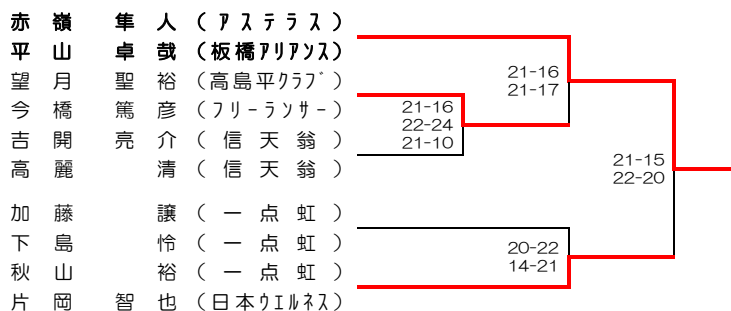 赤嶺 隼人 (アステラス)
平山 卓哉 (板橋アリアンス)
望月 聖裕 (高島平クラブ)
今橋 篤彦 (フリーランサー)
吉開 亮介 (信天翁)
高麗 清 (信天翁)
加藤 譲 (一点虹)
下島 怜 (一点虹)
秋山 裕 (一点虹)
片岡 智也 (日本ウエルネス)
21-16
22-24
21-10
21-16
21-17
20-22
14-21
21-15
22-20